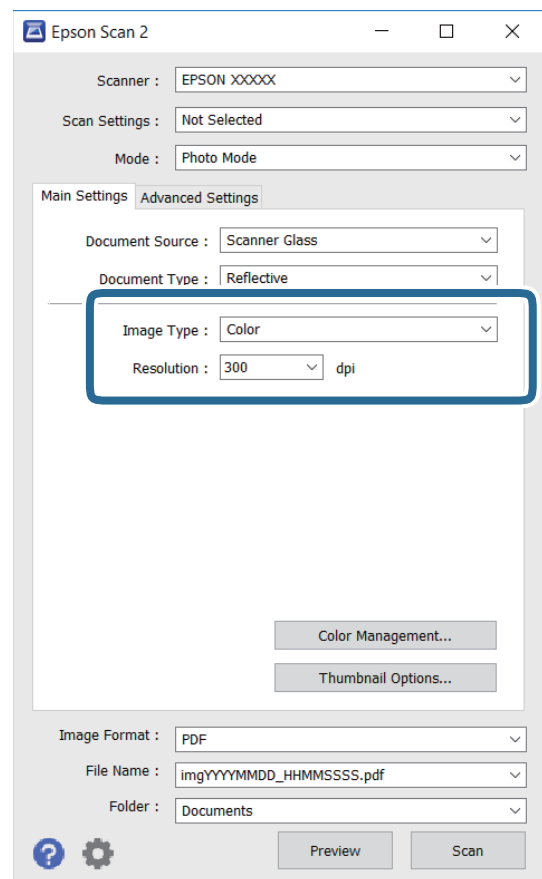 Epson Scan 2
Scanner : EPSON XXXXX
Scan Settings : Not Selected
Mode : Photo Mode
Main Settings Advanced Settings
Document Source : Scanner Glass
Document Type : Reflective
Image Type : Color
Resolution : 300 dpi
Color Management...
Thumbnail Options...
Image Format : PDF
File Name : imgYYYYMMDD_HHMMSSSS.pdf
Folder : Documents
? Preview Scan